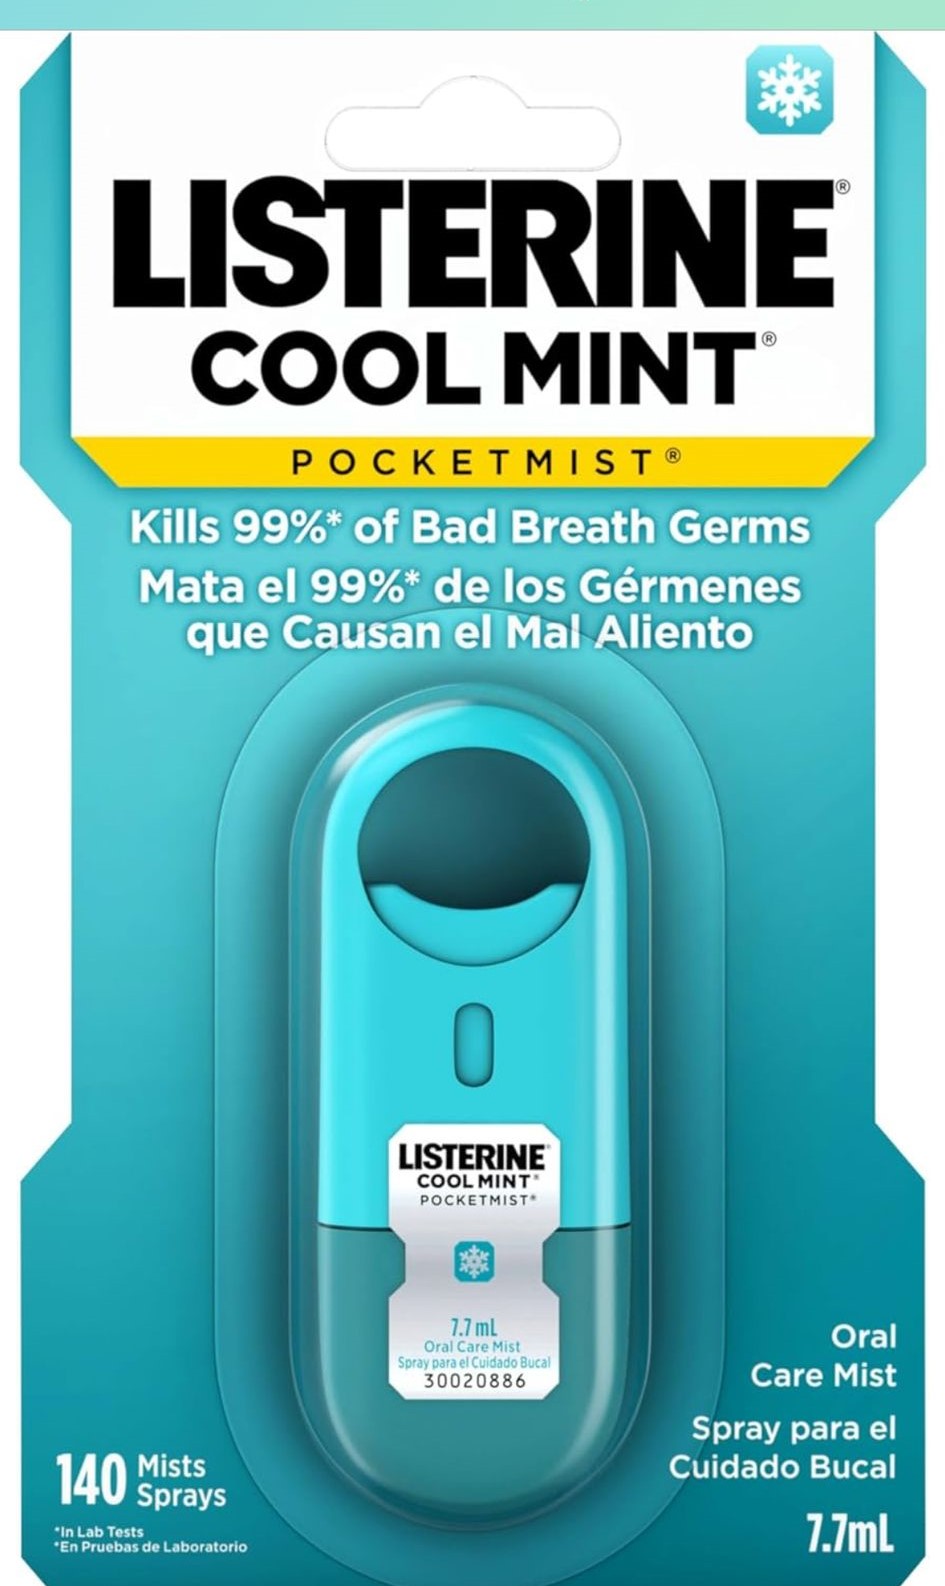 LISTERINE®
COOL MINT®
POCKETMIST®
Kills 99%* of Bad Breath Germs
Mata el 99%* de los Gérmenes
que Causan el Mal Aliento
LISTERINE®
COOL MINT®
POCKETMIST®
7.7 mL
Oral Care Mist
Spray para el Cuidado Bucal
30020886
Oral
Care Mist
Spray para el
Cuidado Bucal
7.7mL
140 Mists
Sprays
*In Lab Tests
*En Pruebas de Laboratorio